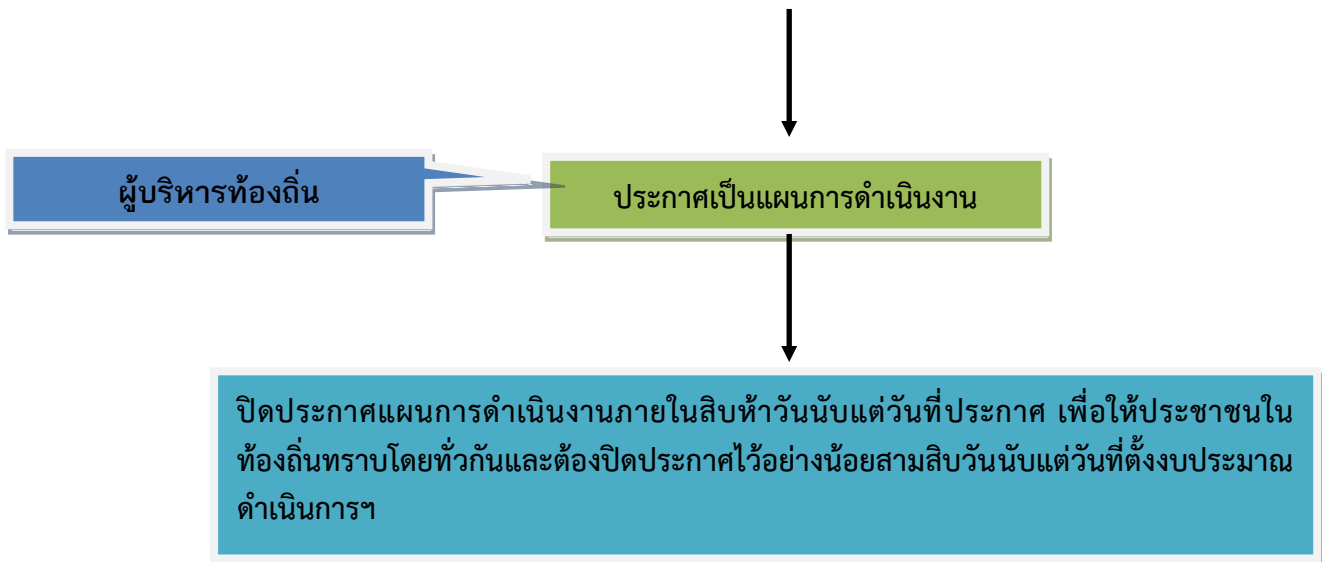 ผู้บริหารท้องถิ่น
ประกาศเป็นแผนการดำเนินงาน
ปิดประกาศแผนการดำเนินงานภายในสิบห้าวันนับแต่วันที่ประกาศ เพื่อให้ประชาชนใน
ท้องถิ่นทราบโดยทั่วกันและต้องปิดประกาศไว้อย่างน้อยสามสิบวันนับแต่วันที่ตั้งงบประมาณ
ดำเนินการฯ